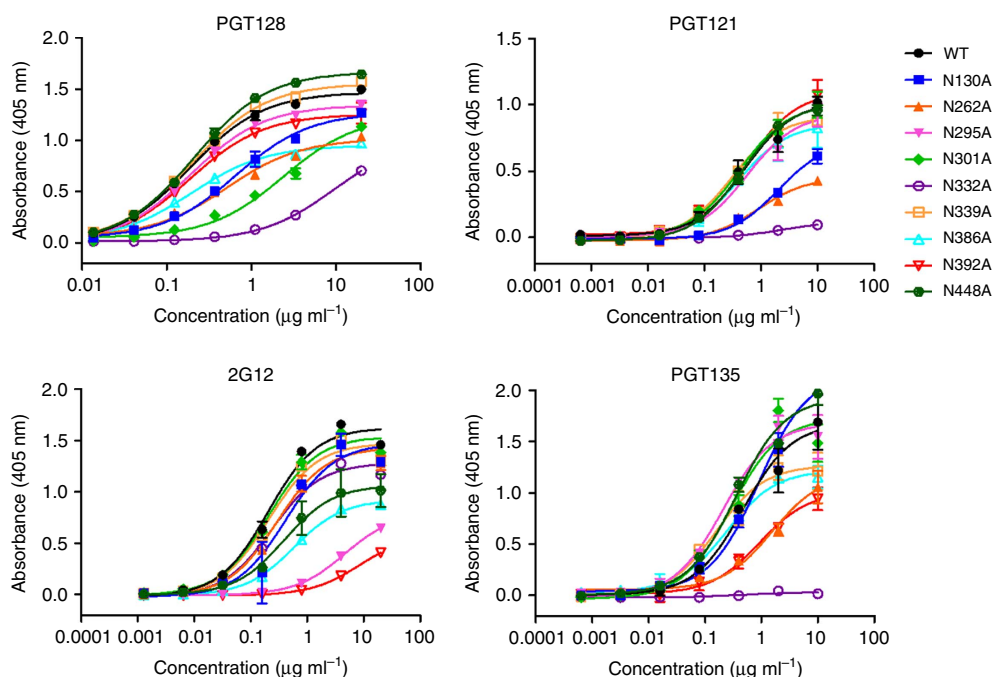 PGT128
2.0
1.5
1.0
0.5
0.0
Absorbance (405 nm)
0.01 0.1 1 10 100
Concentration (μg ml⁻¹)
PGT121
1.5
1.0
0.5
0.0
Absorbance (405 nm)
0.0001 0.01 0.1 1 10 100
Concentration (μg ml⁻¹)
WT
N130A
N262A
N295A
N301A
N332A
N339A
N386A
N392A
N448A
2G12
2.0
1.5
1.0
0.5
0.0
Absorbance (405 nm)
0.0001 0.01 0.1 1 10 100
Concentration (μg ml⁻¹)
PGT135
2.0
1.5
1.0
0.5
0.0
Absorbance (405 nm)
0.0001 0.01 0.1 1 10 100
Concentration (μg ml⁻¹)